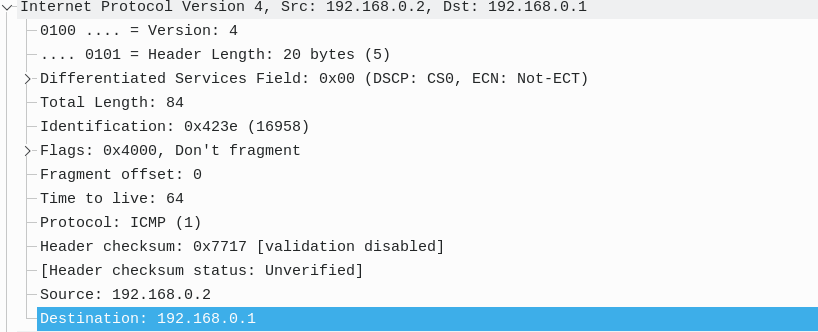 Internet Protocol Version 4, Src: 192.168.0.2, Dst: 192.168.0.1
0100 .... = Version: 4
.... 0101 = Header Length: 20 bytes (5)
Differentiated Services Field: 0x00 (DSCP: CS0, ECN: Not-ECT)
Total Length: 84
Identification: 0x423e (16958)
Flags: 0x4000, Don't fragment
Fragment offset: 0
Time to live: 64
Protocol: ICMP (1)
Header checksum: 0x7717 [validation disabled]
[Header checksum status: Unverified]
Source: 192.168.0.2
Destination: 192.168.0.1